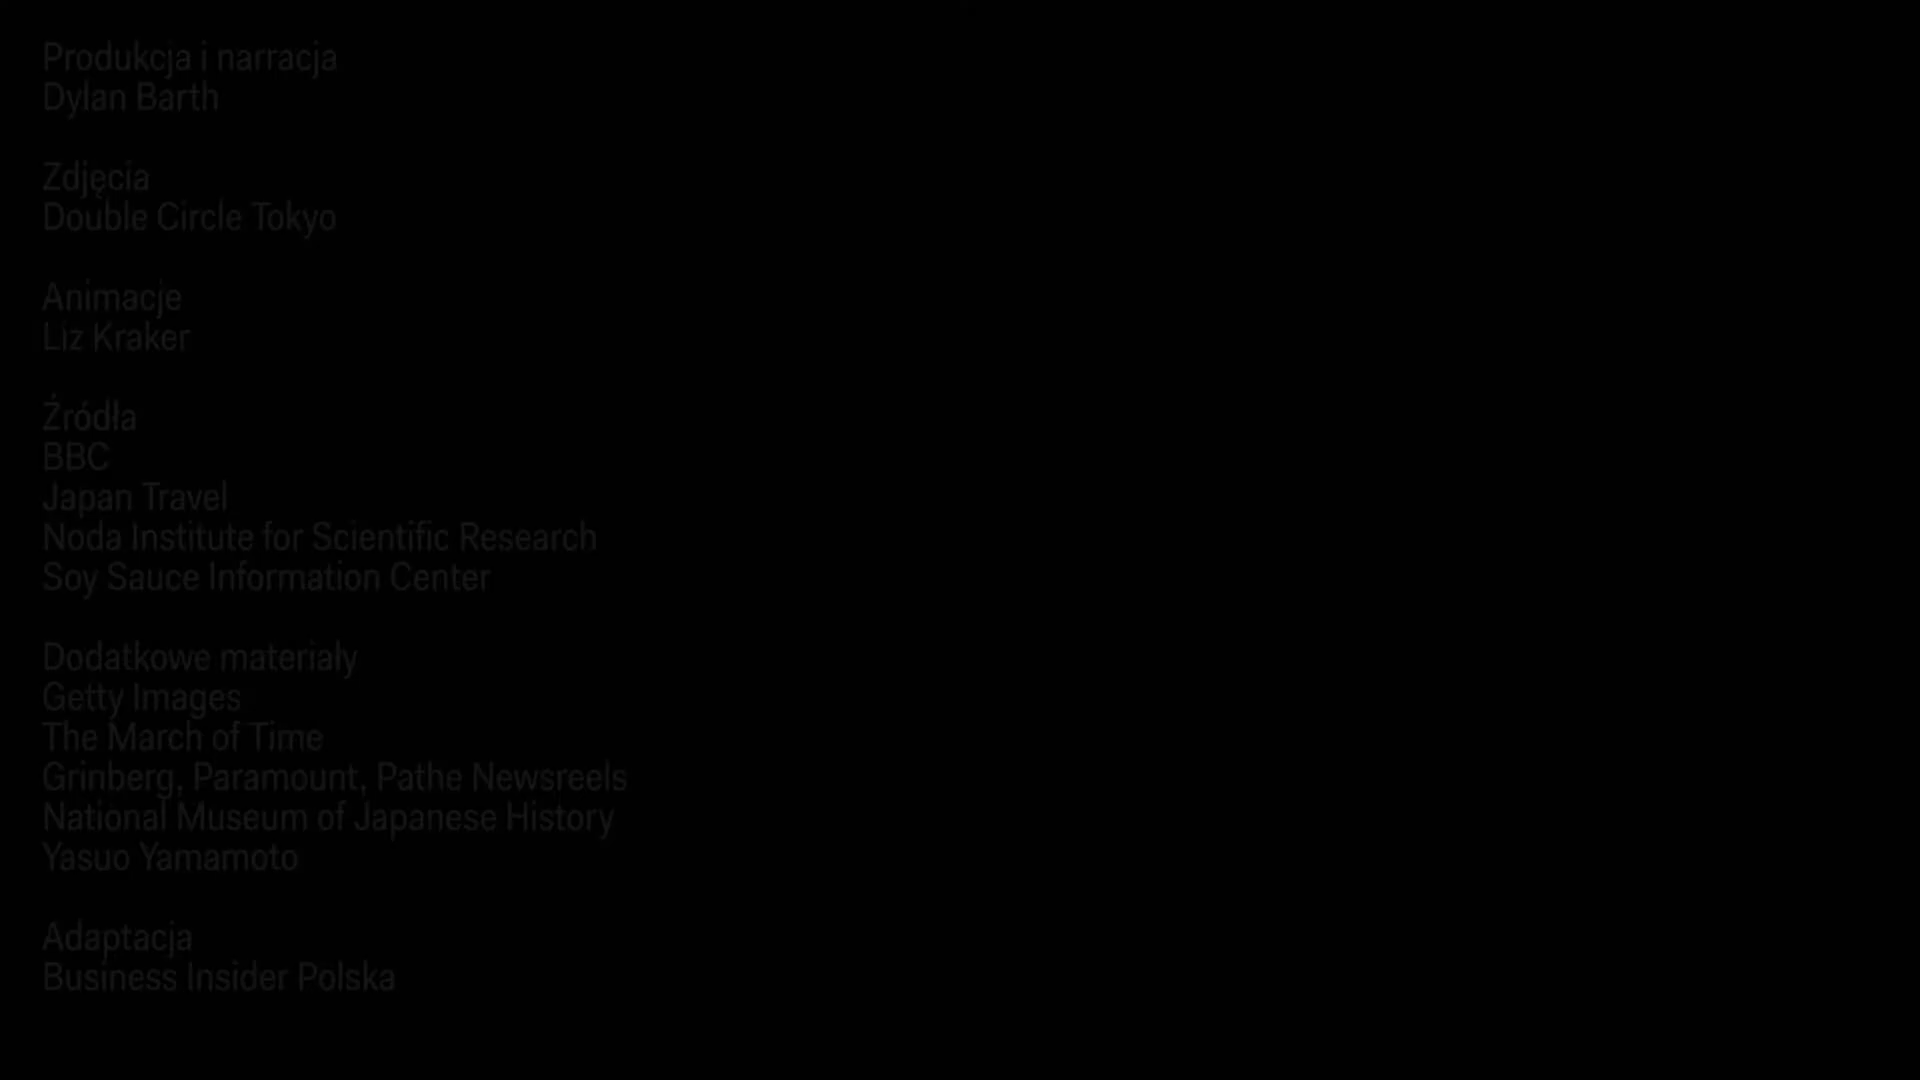 Produkcja i narracja
Dylan Barth
Zdjęcia
Double Circle Tokyo
Animacje
Liz Kraker
Źródła
BBC
Japan Travel
Noda Institute for Scientific Research
Soy Sauce Information Center
Dodatkowe materiały
Getty Images
The March of Time
Grinberg, Paramount, Pathe Newsreels
National Museum of Japanese History
Yasuo Yamamoto
Adaptacja
Business Insider Polska